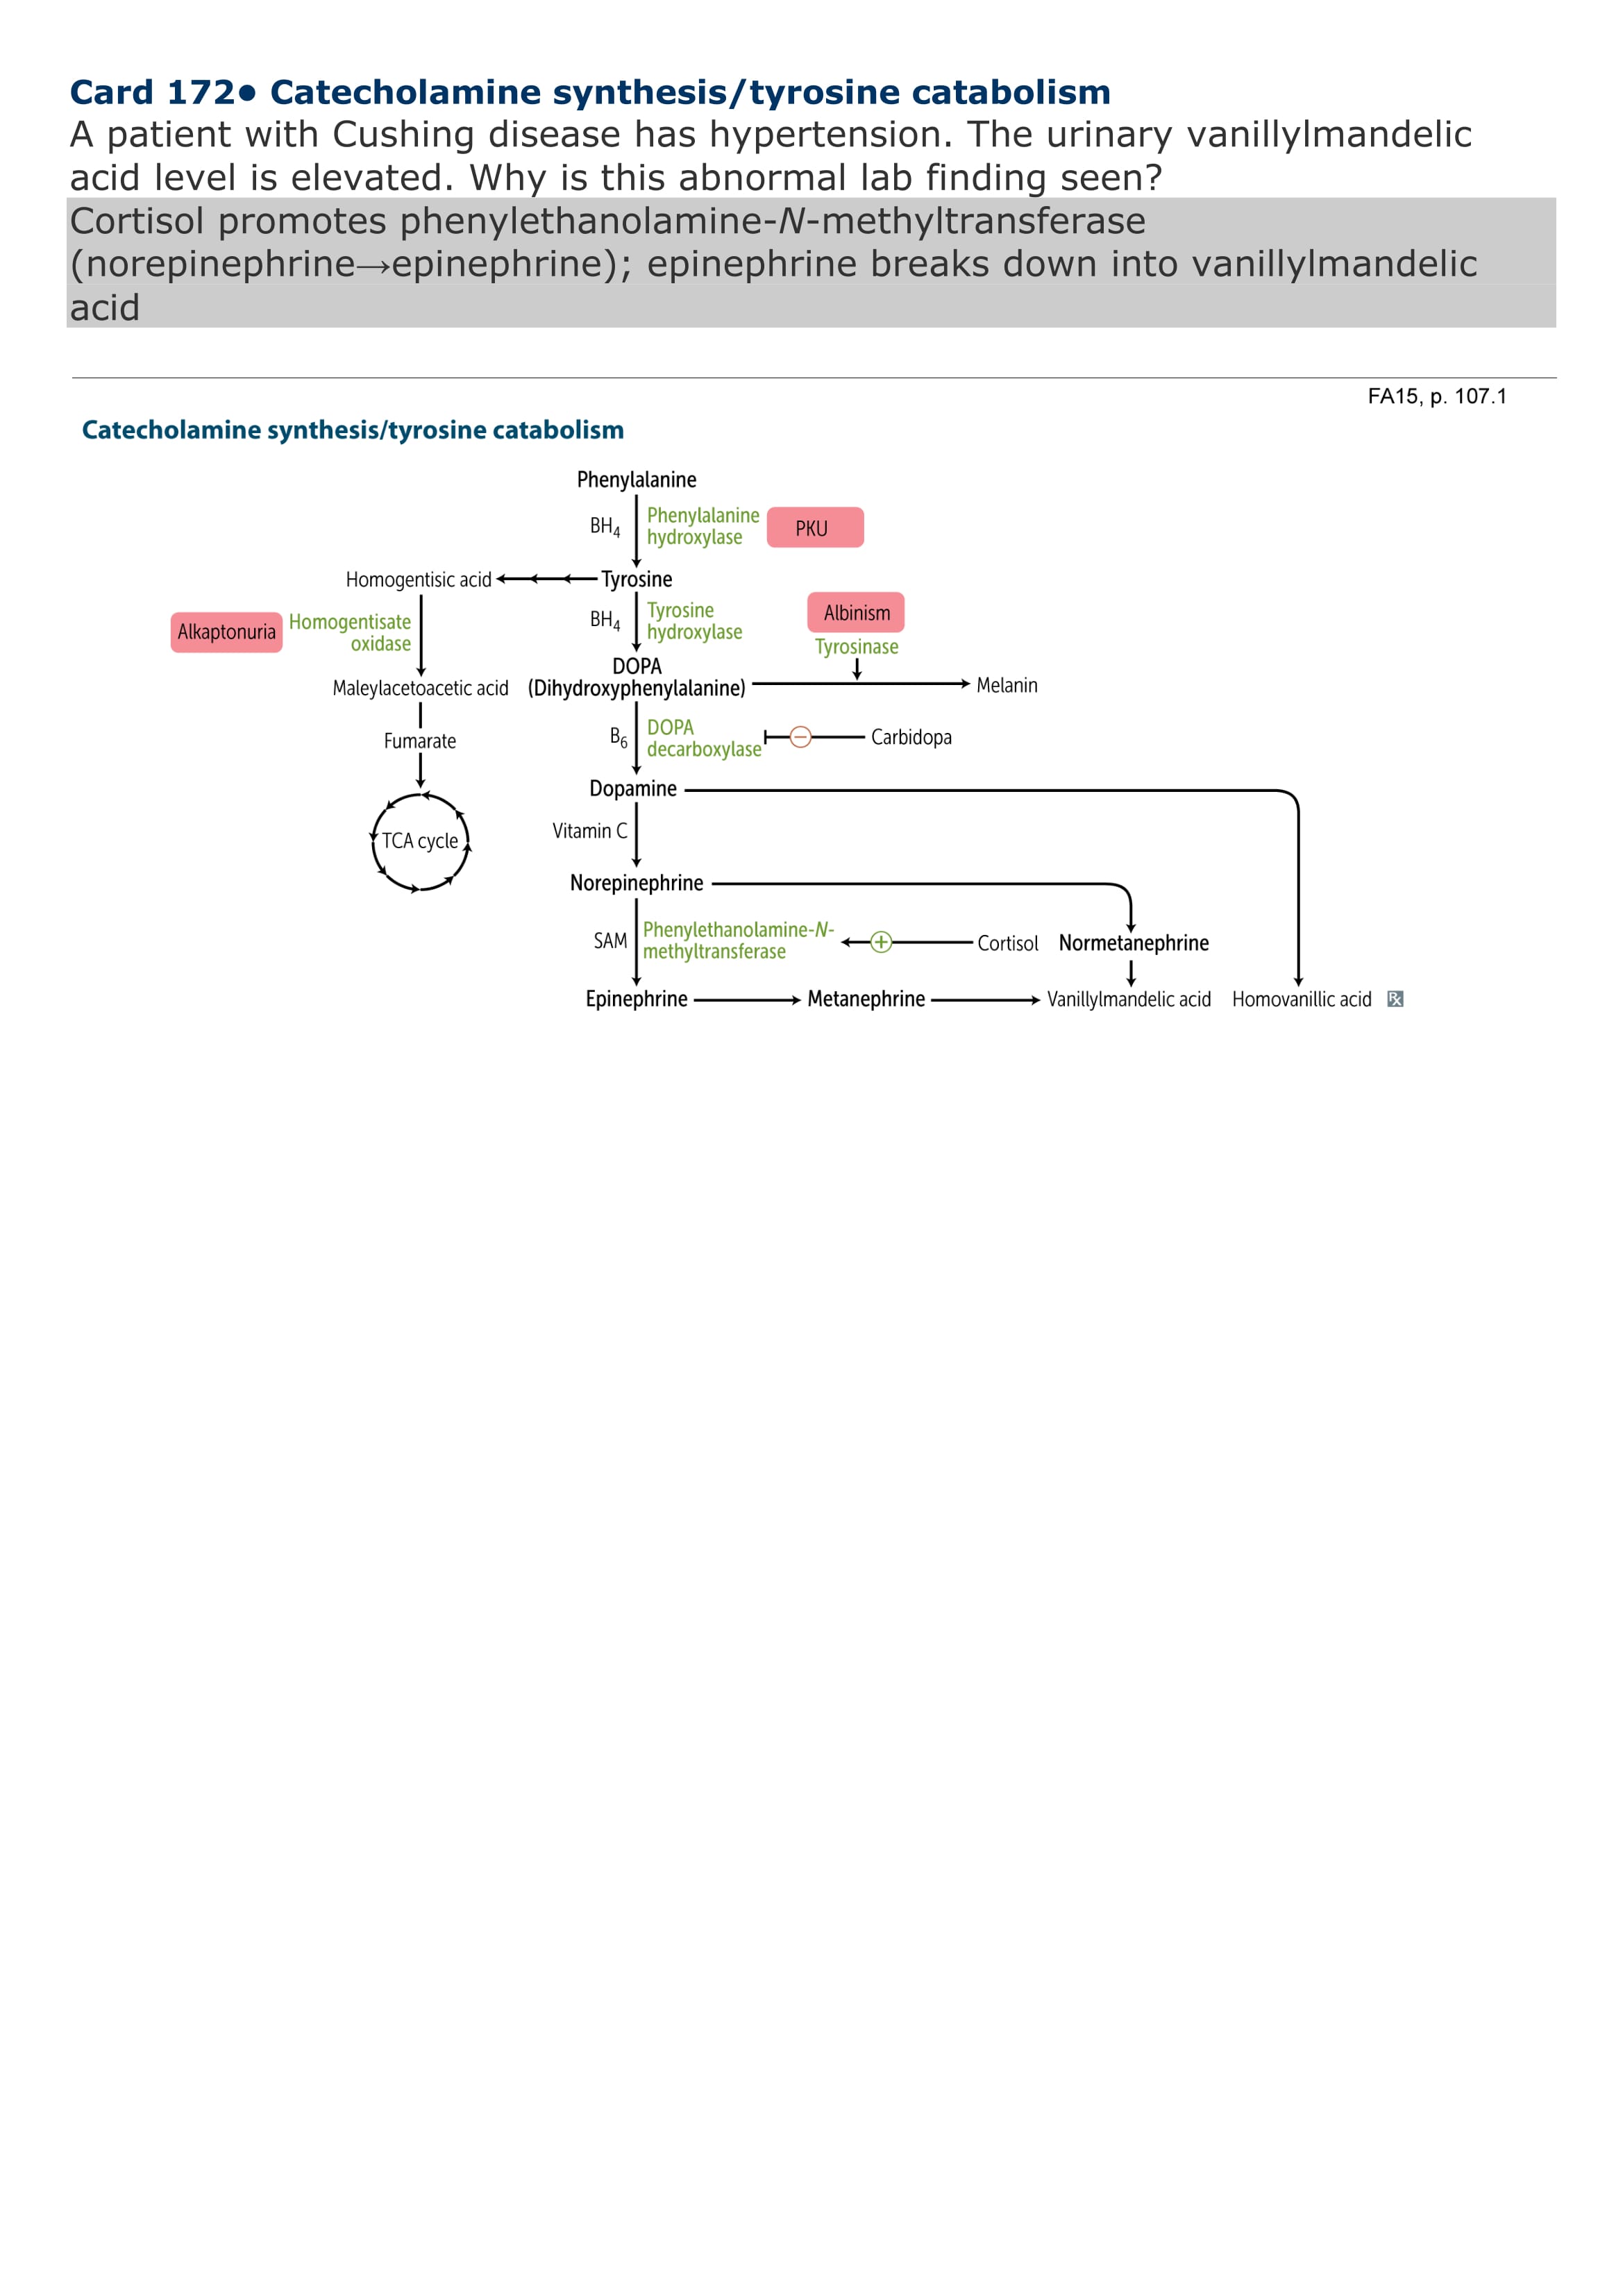 Card 172• Catecholamine synthesis/tyrosine catabolism
A patient with Cushing disease has hypertension. The urinary vanillylmandelic
acid level is elevated. Why is this abnormal lab finding seen?
Cortisol promotes phenylethanolamine-N-methyltransferase
(norepinephrine→epinephrine); epinephrine breaks down into vanillylmandelic
acid
FA15, p. 107.1
Catecholamine synthesis/tyrosine catabolism
Phenylalanine
BH4
Phenylalanine
hydroxylase
PKU
Homogentisic acid
Tyrosine
Alkaptonuria
Homogentisate
oxidase
BH4
Tyrosine
hydroxylase
Albinism
Tyrosinase
Maleylacetoacetic acid
DOPA
(Dihydroxyphenylalanine)
Melanin
Fumarate
B6
DOPA
decarboxylase
−
Carbidopa
Dopamine
TCA cycle
Vitamin C
Norepinephrine
SAM
Phenylethanolamine-N-
methyltransferase
+
Cortisol
Normetanephrine
Epinephrine
Metanephrine
Vanillylmandelic acid
Homovanillic acid
℞